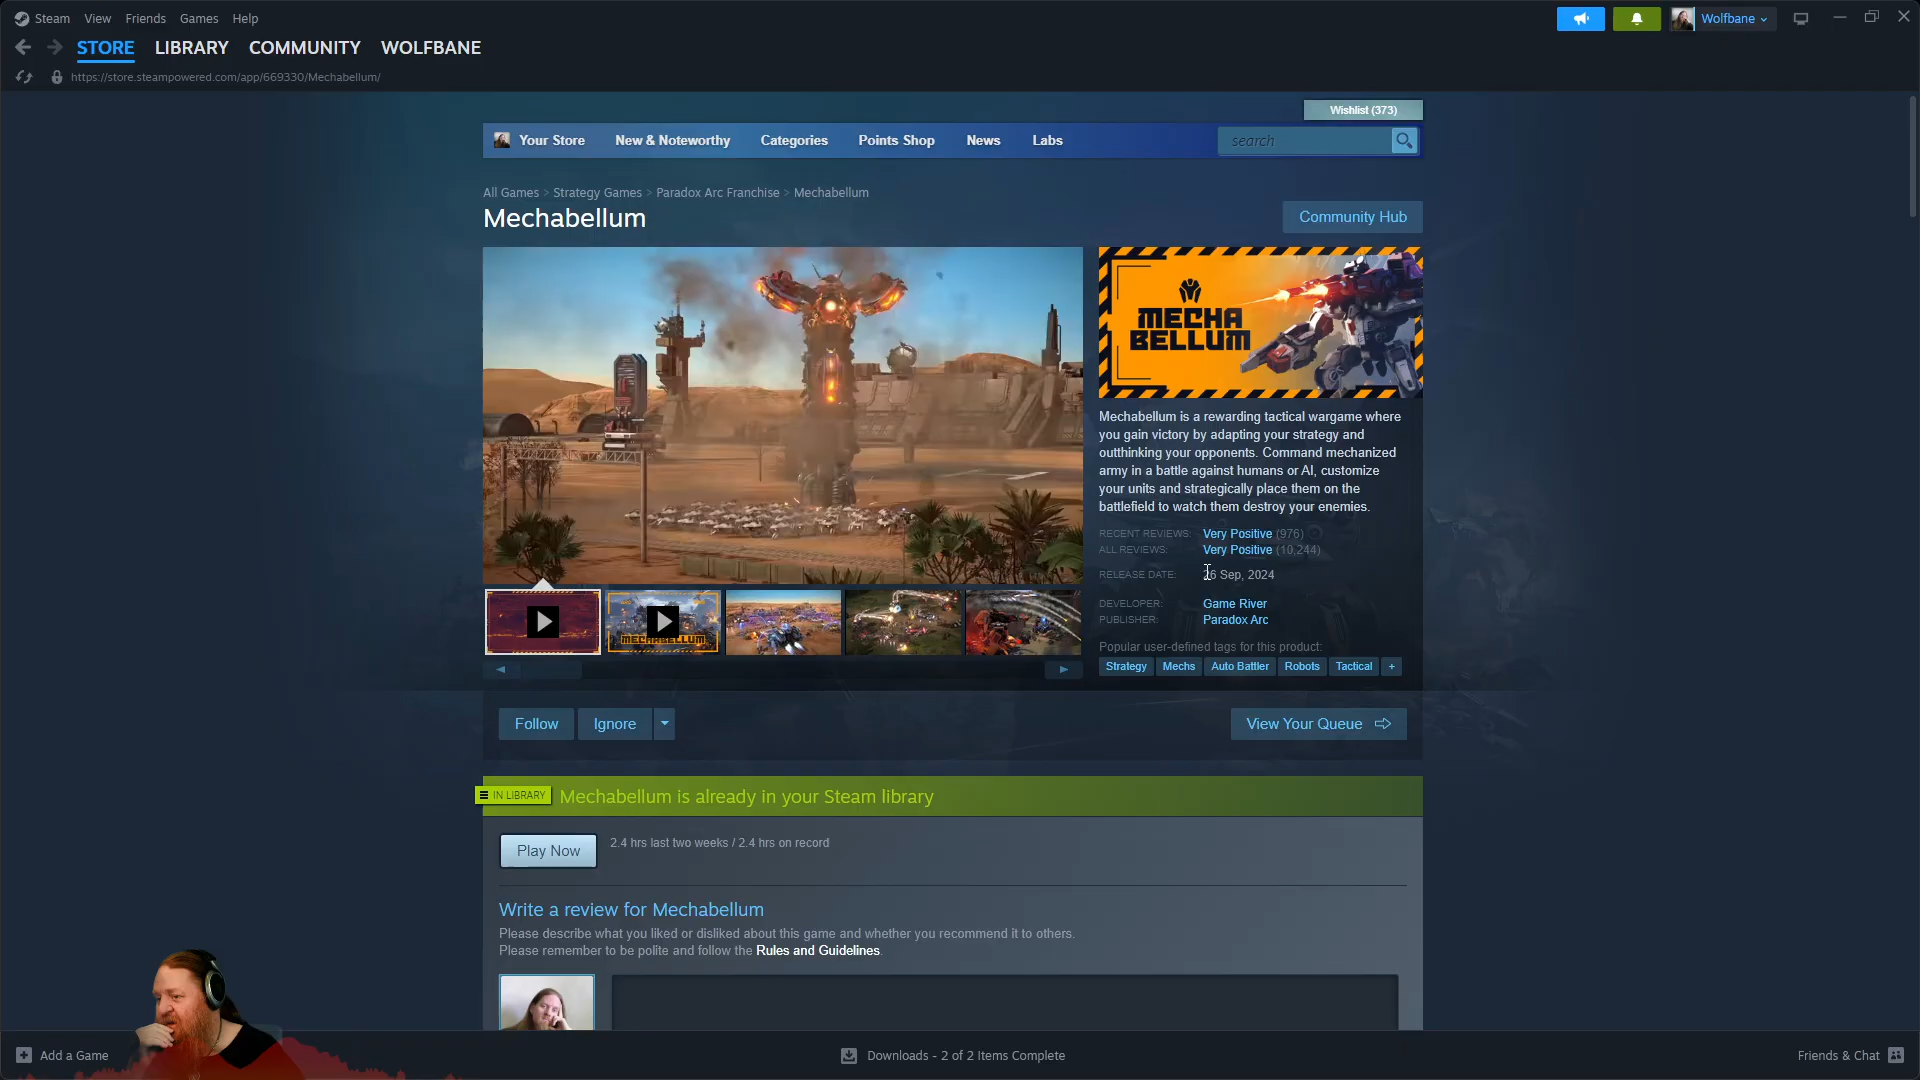 Steam View Friends Games Help
Wolfbane
STORE LIBRARY COMMUNITY WOLFBANE
https://store.steampowered.com/app/669330/Mechabellum/
Wishlist (373)
Your Store New & Noteworthy Categories Points Shop News Labs
search
All Games > Strategy Games > Paradox Arc Franchise > Mechabellum
Mechabellum
Community Hub
MECHA
BELLUM
Mechabellum is a rewarding tactical wargame where
you gain victory by adapting your strategy and
outthinking your opponents. Command mechanized
army in a battle against humans or AI, customize
your units and strategically place them on the
battlefield to watch them destroy your enemies.
RECENT REVIEWS: Very Positive (976)
ALL REVIEWS: Very Positive (10,244)
RELEASE DATE: 26 Sep, 2024
DEVELOPER: Game River
PUBLISHER: Paradox Arc
Popular user-defined tags for this product:
Strategy Mechs Auto Battler Robots Tactical +
MECHABELLUM
Follow Ignore
View Your Queue
IN LIBRARY Mechabellum is already in your Steam library
Play Now 2.4 hrs last two weeks / 2.4 hrs on record
Write a review for Mechabellum
Please describe what you liked or disliked about this game and whether you recommend it to others.
Please remember to be polite and follow the Rules and Guidelines.
Add a Game
Downloads - 2 of 2 Items Complete
Friends & Chat